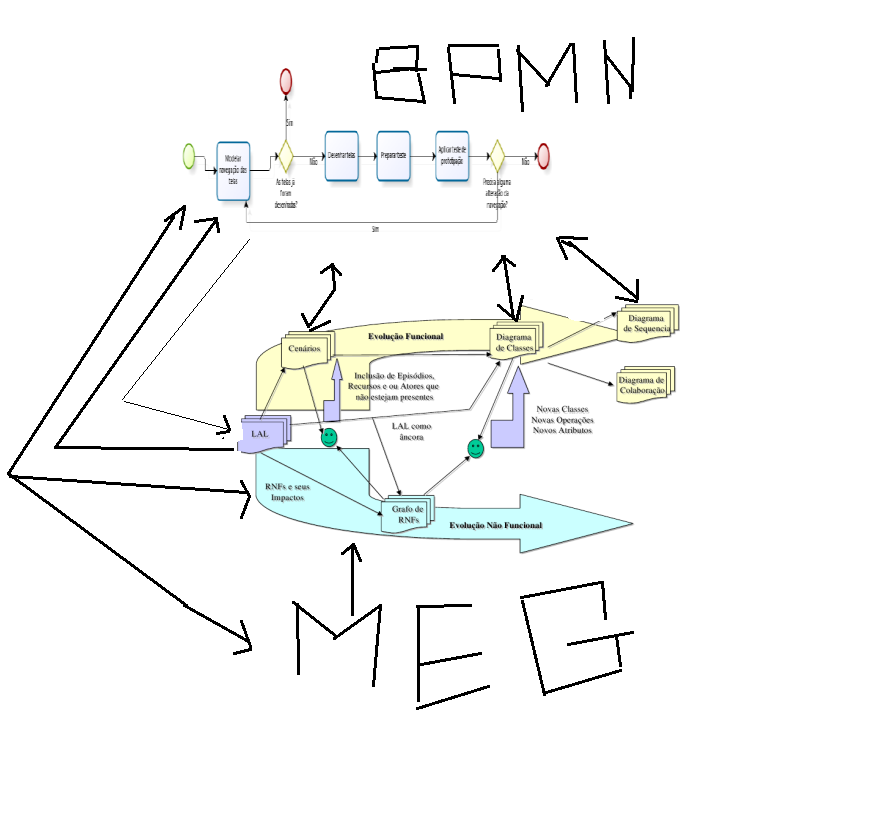 BPMN
Sim
Modelar
navegação das
telas
Não
As telas já
foram
desenhadas?
Desenhar telas
Preparar teste
Aplicar teste de
prototipação
Não
Precisa alguma
alteração da
navegação?
Sim
Diagrama
de Sequencia
Evolução Funcional
Cenários
Diagrama
de Classes
Inclusão de Episódios,
Recursos e ou Atores que
não estejam presentes
Diagrama de
Colaboração
LAL
LAL como
âncora
Novas Classes
Novas Operações
Novos Atributos
RNFs e seus
Impactos
Grafo de
RNFs
Evolução Não Funcional
MEG